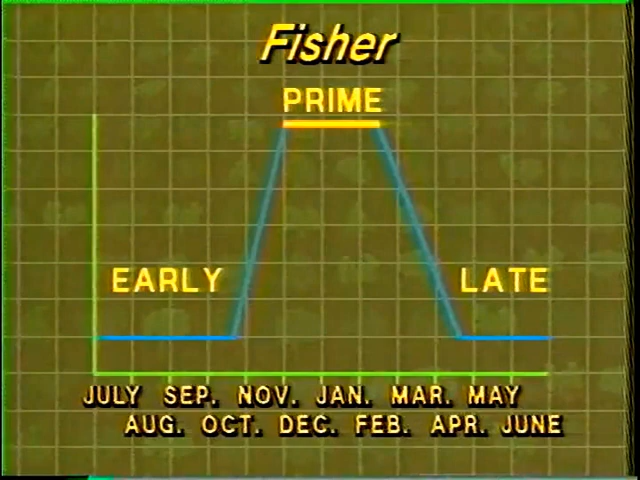 Fisher
PRIME
EARLY LATE
JULY SEP. NOV. JAN. MAR. MAY
AUG. OCT. DEC. FEB. APR. JUNE